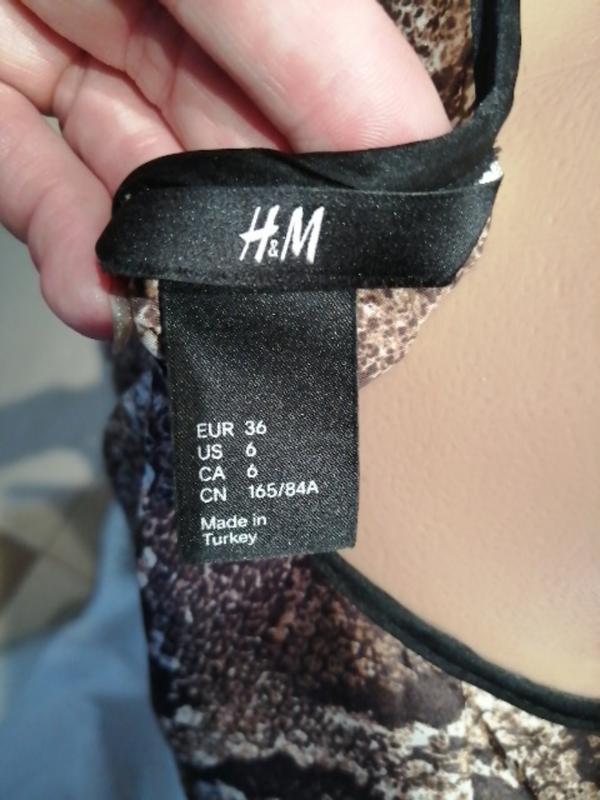 H&M
EUR 36
US 6
CA 6
CN 165/84A
Made in
Turkey